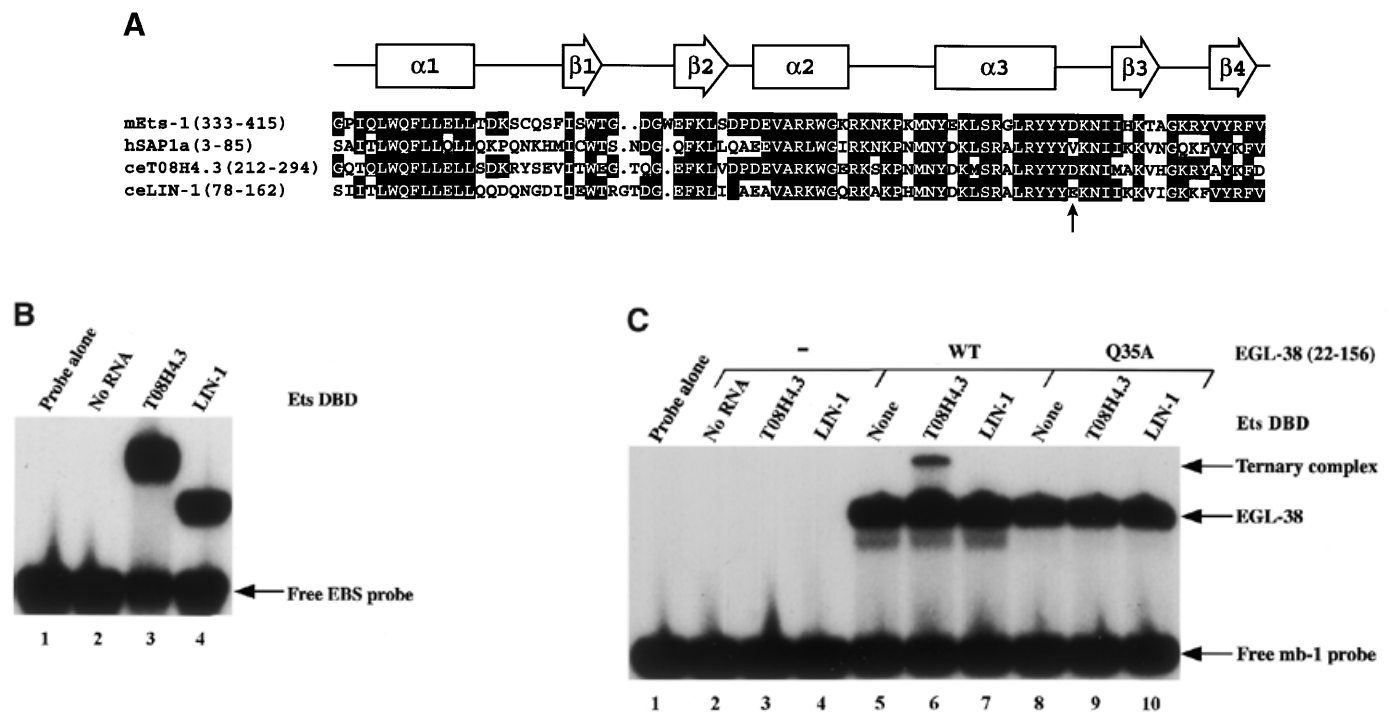 A
α1 β1 β2 α2 α3 β3 β4
mEts-1(333-415) GPIQLWQFLLELLTDKSCQSFISWTG..DGWEFKLSDPDEVARRWGKRKNKPKMNYEKLSRGLRYYYDKNIIHKTAGKRYVYRFV
hSAP1a(3-85) SAITLWQFLLQLLQKPQNKHMICWTS.NDG.QFKLLQAEEVARLWGIRKNKPNMNYDKLSRALRYYYVKNIIKKVNGQKFVYKFV
ceT08H4.3(212-294) GQTQLWQFLLELLSDKRYSEVITWEG.TQG.EFKLVDPDEVARKWGERKSKPNMNYDKMSRALRYYYDKNIMAKVHGKRYAYKFD
ceLIN-1(78-162) SIITLWQFLLELLQQDQNGDIIEWTRGTDG.EFRLIDAEAVARKWGQRKAKPHMNYDKLSRALRYYYEKNIIKKVIGKKFVYRFV
B
Probe alone
No RNA
T08H4.3
LIN-1
Ets DBD
Free EBS probe
1 2 3 4
C
– WT Q35A EGL-38 (22-156)
Probe alone
No RNA
T08H4.3
LIN-1
None
T08H4.3
LIN-1
None
T08H4.3
LIN-1
Ets DBD
Ternary complex
EGL-38
Free mb-1 probe
1 2 3 4 5 6 7 8 9 10